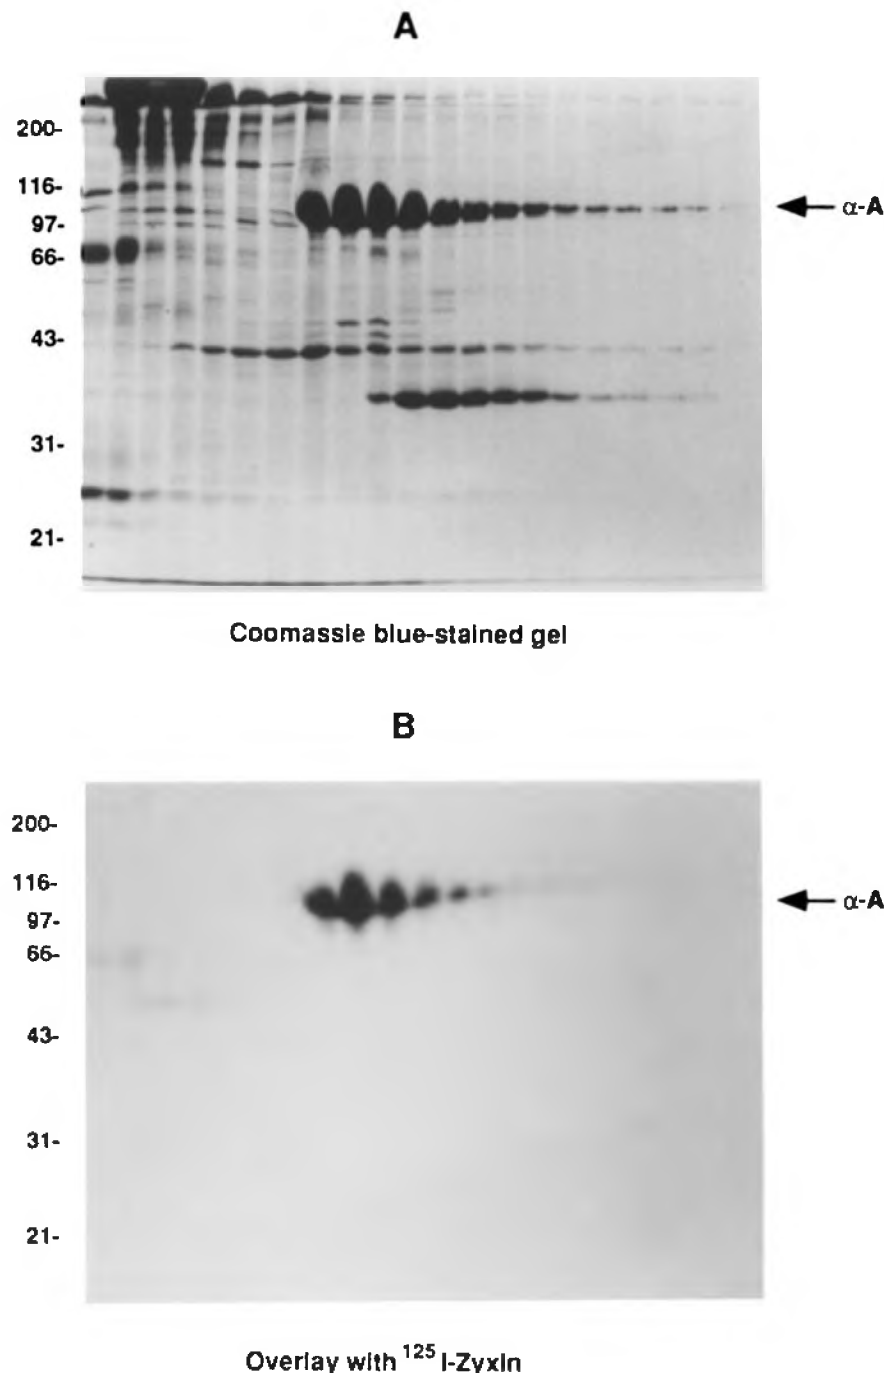 A
200-
116-
97-
66-
43-
31-
21-
α-A
Coomassie blue-stained gel
B
200-
116-
97-
66-
43-
31-
21-
α-A
Overlay with ¹²⁵I-Zyxin